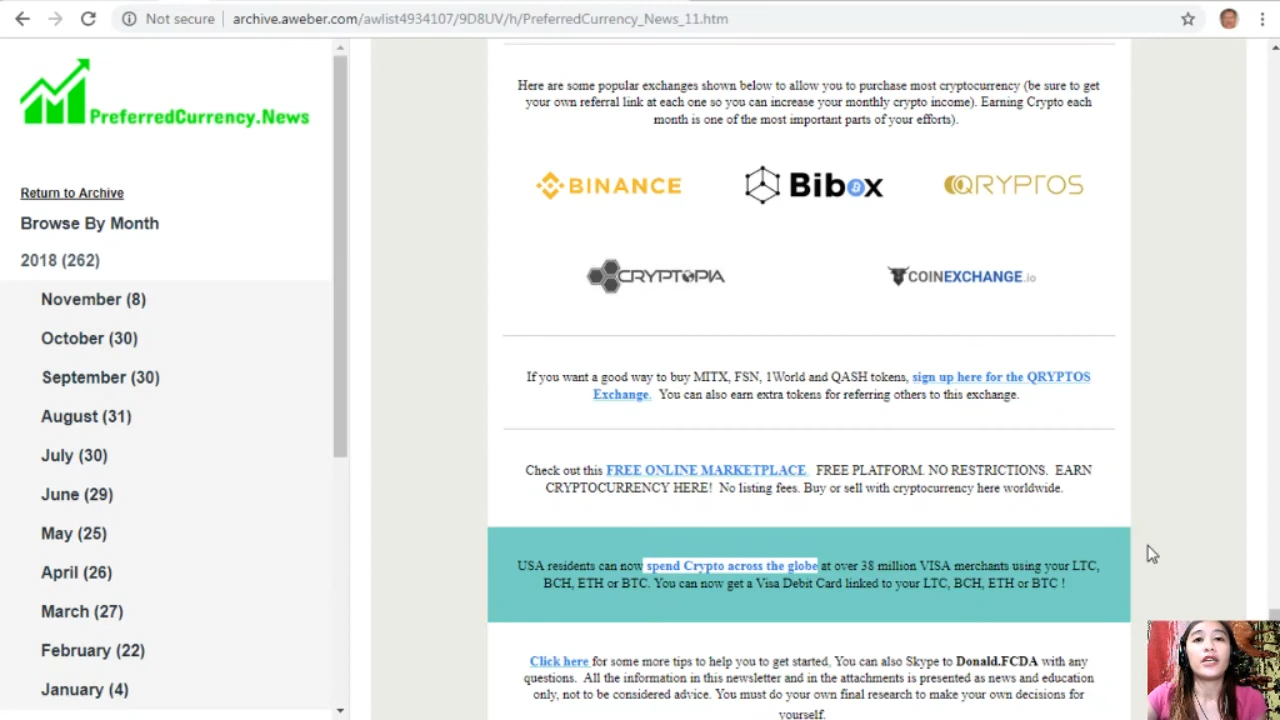 Not secure
archive.aweber.com/awlist4934107/9D8UV/h/PreferredCurrency_News_11.htm
PreferredCurrency.News
Return to Archive
Browse By Month
2018 (262)
November (8)
October (30)
September (30)
August (31)
July (30)
June (29)
May (25)
April (26)
March (27)
February (22)
January (4)
Here are some popular exchanges shown below to allow you to purchase most cryptocurrency (be sure to get
your own referral link at each one so you can increase your monthly crypto income). Earning Crypto each
month is one of the most important parts of your efforts).
BINANCE
Bibox
QRYPTOS
CRYPTOPIA
COINEXCHANGE.io
If you want a good way to buy MITX, FSN, 1World and QASH tokens, sign up here for the QRYPTOS
Exchange. You can also earn extra tokens for referring others to this exchange.
Check out this FREE ONLINE MARKETPLACE. FREE PLATFORM. NO RESTRICTIONS. EARN
CRYPTOCURRENCY HERE! No listing fees. Buy or sell with cryptocurrency here worldwide.
USA residents can now spend Crypto across the globe at over 38 million VISA merchants using your LTC,
BCH, ETH or BTC. You can now get a Visa Debit Card linked to your LTC, BCH, ETH or BTC !
Click here for some more tips to help you to get started, You can also Skype to Donald.FCDA with any
questions. All the information in this newsletter and in the attachments is presented as news and education
only, not to be considered advice. You must do your own final research to make your own decisions for
yourself.